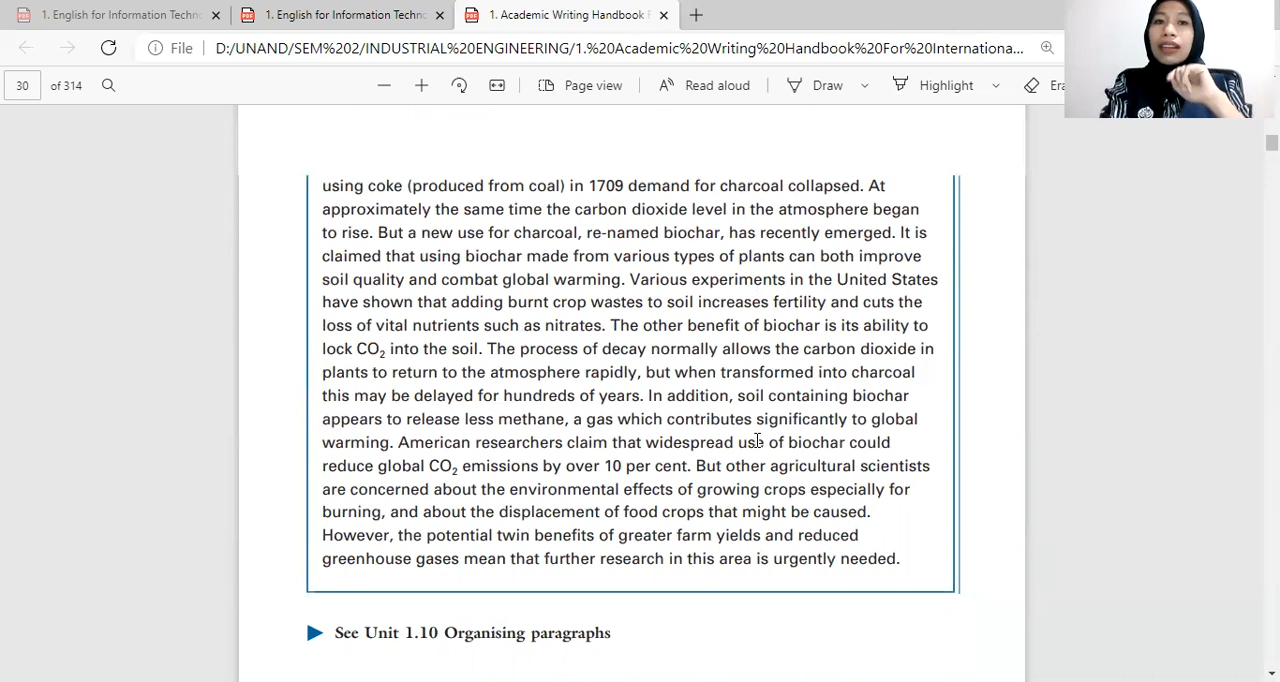 1. English for Information Techno
1. English for Information Techno
1. Academic Writing Handbook F
File
D:/UNAND/SEM%202/INDUSTRIAL%20ENGINEERING/1.%20Academic%20Writing%20Handbook%20For%20Internationa...
30
of 314
Page view
Read aloud
Draw
Highlight
Era
using coke (produced from coal) in 1709 demand for charcoal collapsed. At
approximately the same time the carbon dioxide level in the atmosphere began
to rise. But a new use for charcoal, re-named biochar, has recently emerged. It is
claimed that using biochar made from various types of plants can both improve
soil quality and combat global warming. Various experiments in the United States
have shown that adding burnt crop wastes to soil increases fertility and cuts the
loss of vital nutrients such as nitrates. The other benefit of biochar is its ability to
lock CO₂ into the soil. The process of decay normally allows the carbon dioxide in
plants to return to the atmosphere rapidly, but when transformed into charcoal
this may be delayed for hundreds of years. In addition, soil containing biochar
appears to release less methane, a gas which contributes significantly to global
warming. American researchers claim that widespread use of biochar could
reduce global CO₂ emissions by over 10 per cent. But other agricultural scientists
are concerned about the environmental effects of growing crops especially for
burning, and about the displacement of food crops that might be caused.
However, the potential twin benefits of greater farm yields and reduced
greenhouse gases mean that further research in this area is urgently needed.
See Unit 1.10 Organising paragraphs